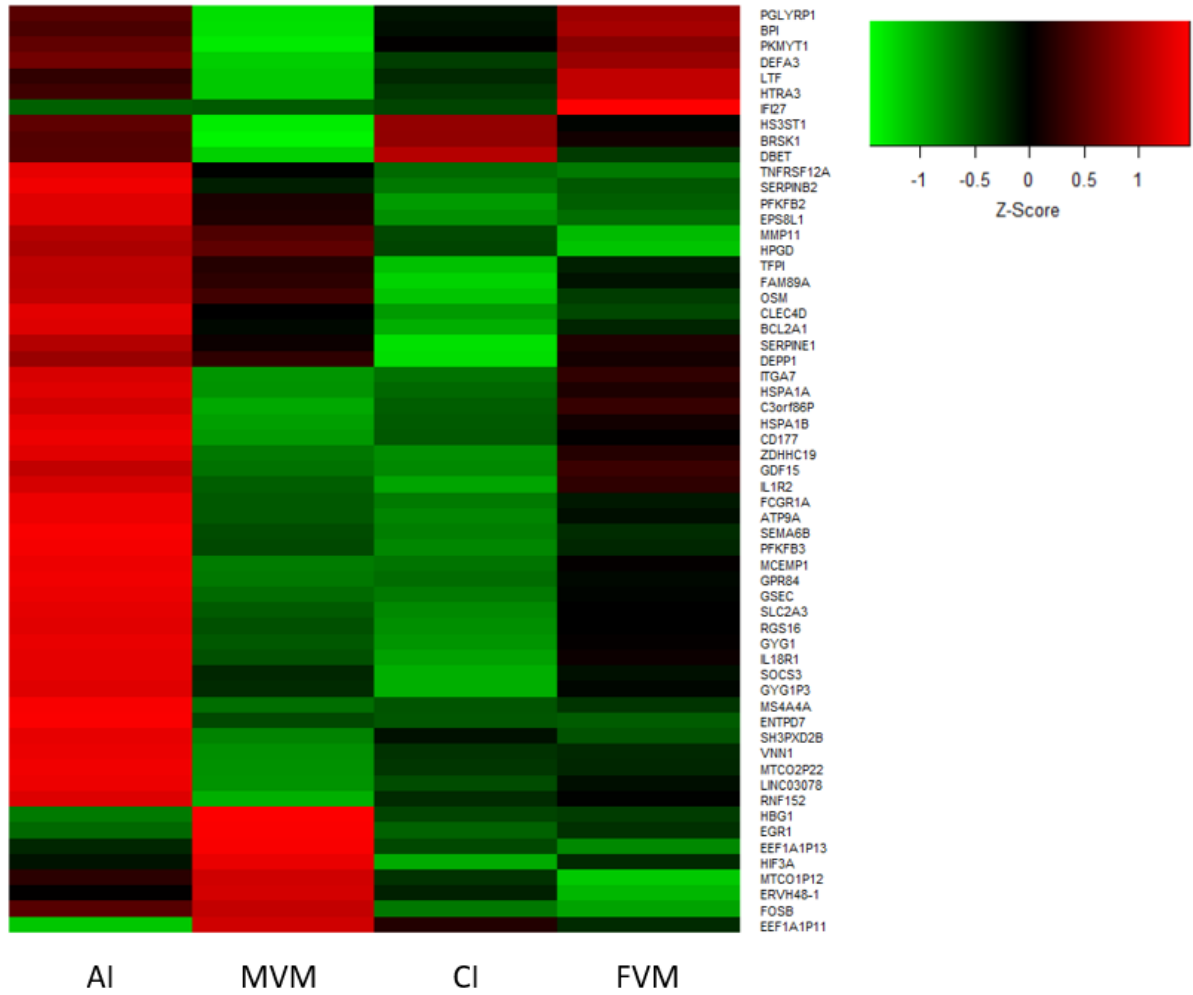 PGLYRP1
BPI
PKMYT1
DEFA3
LTF
HTRA3
IFI27
HS3ST1
BRSK1
DBET
TNFRSF12A
SERPINB2
PFKFB2
EPS8L1
MMP11
HPGD
TFPI
FAM89A
OSM
CLEC4D
BCL2A1
SERPINE1
DEPP1
ITGA7
HSPA1A
C3orf86P
HSPA1B
CD177
ZDHHC19
GDF15
IL1R2
FCGR1A
ATP9A
SEMA6B
PFKFB3
MCEMP1
GPR84
GSEC
SLC2A3
RGS16
GYG1
IL18R1
SOCS3
GYG1P3
MS4A4A
ENTPD7
SH3PXD2B
VNN1
MTCO2P22
LINC03078
RNF152
HBG1
EGR1
EEF1A1P13
HIF3A
MTCO1P12
ERVH48-1
FOSB
EEF1A1P11
-1 -0.5 0 0.5 1
Z-Score
AI MVM CI FVM